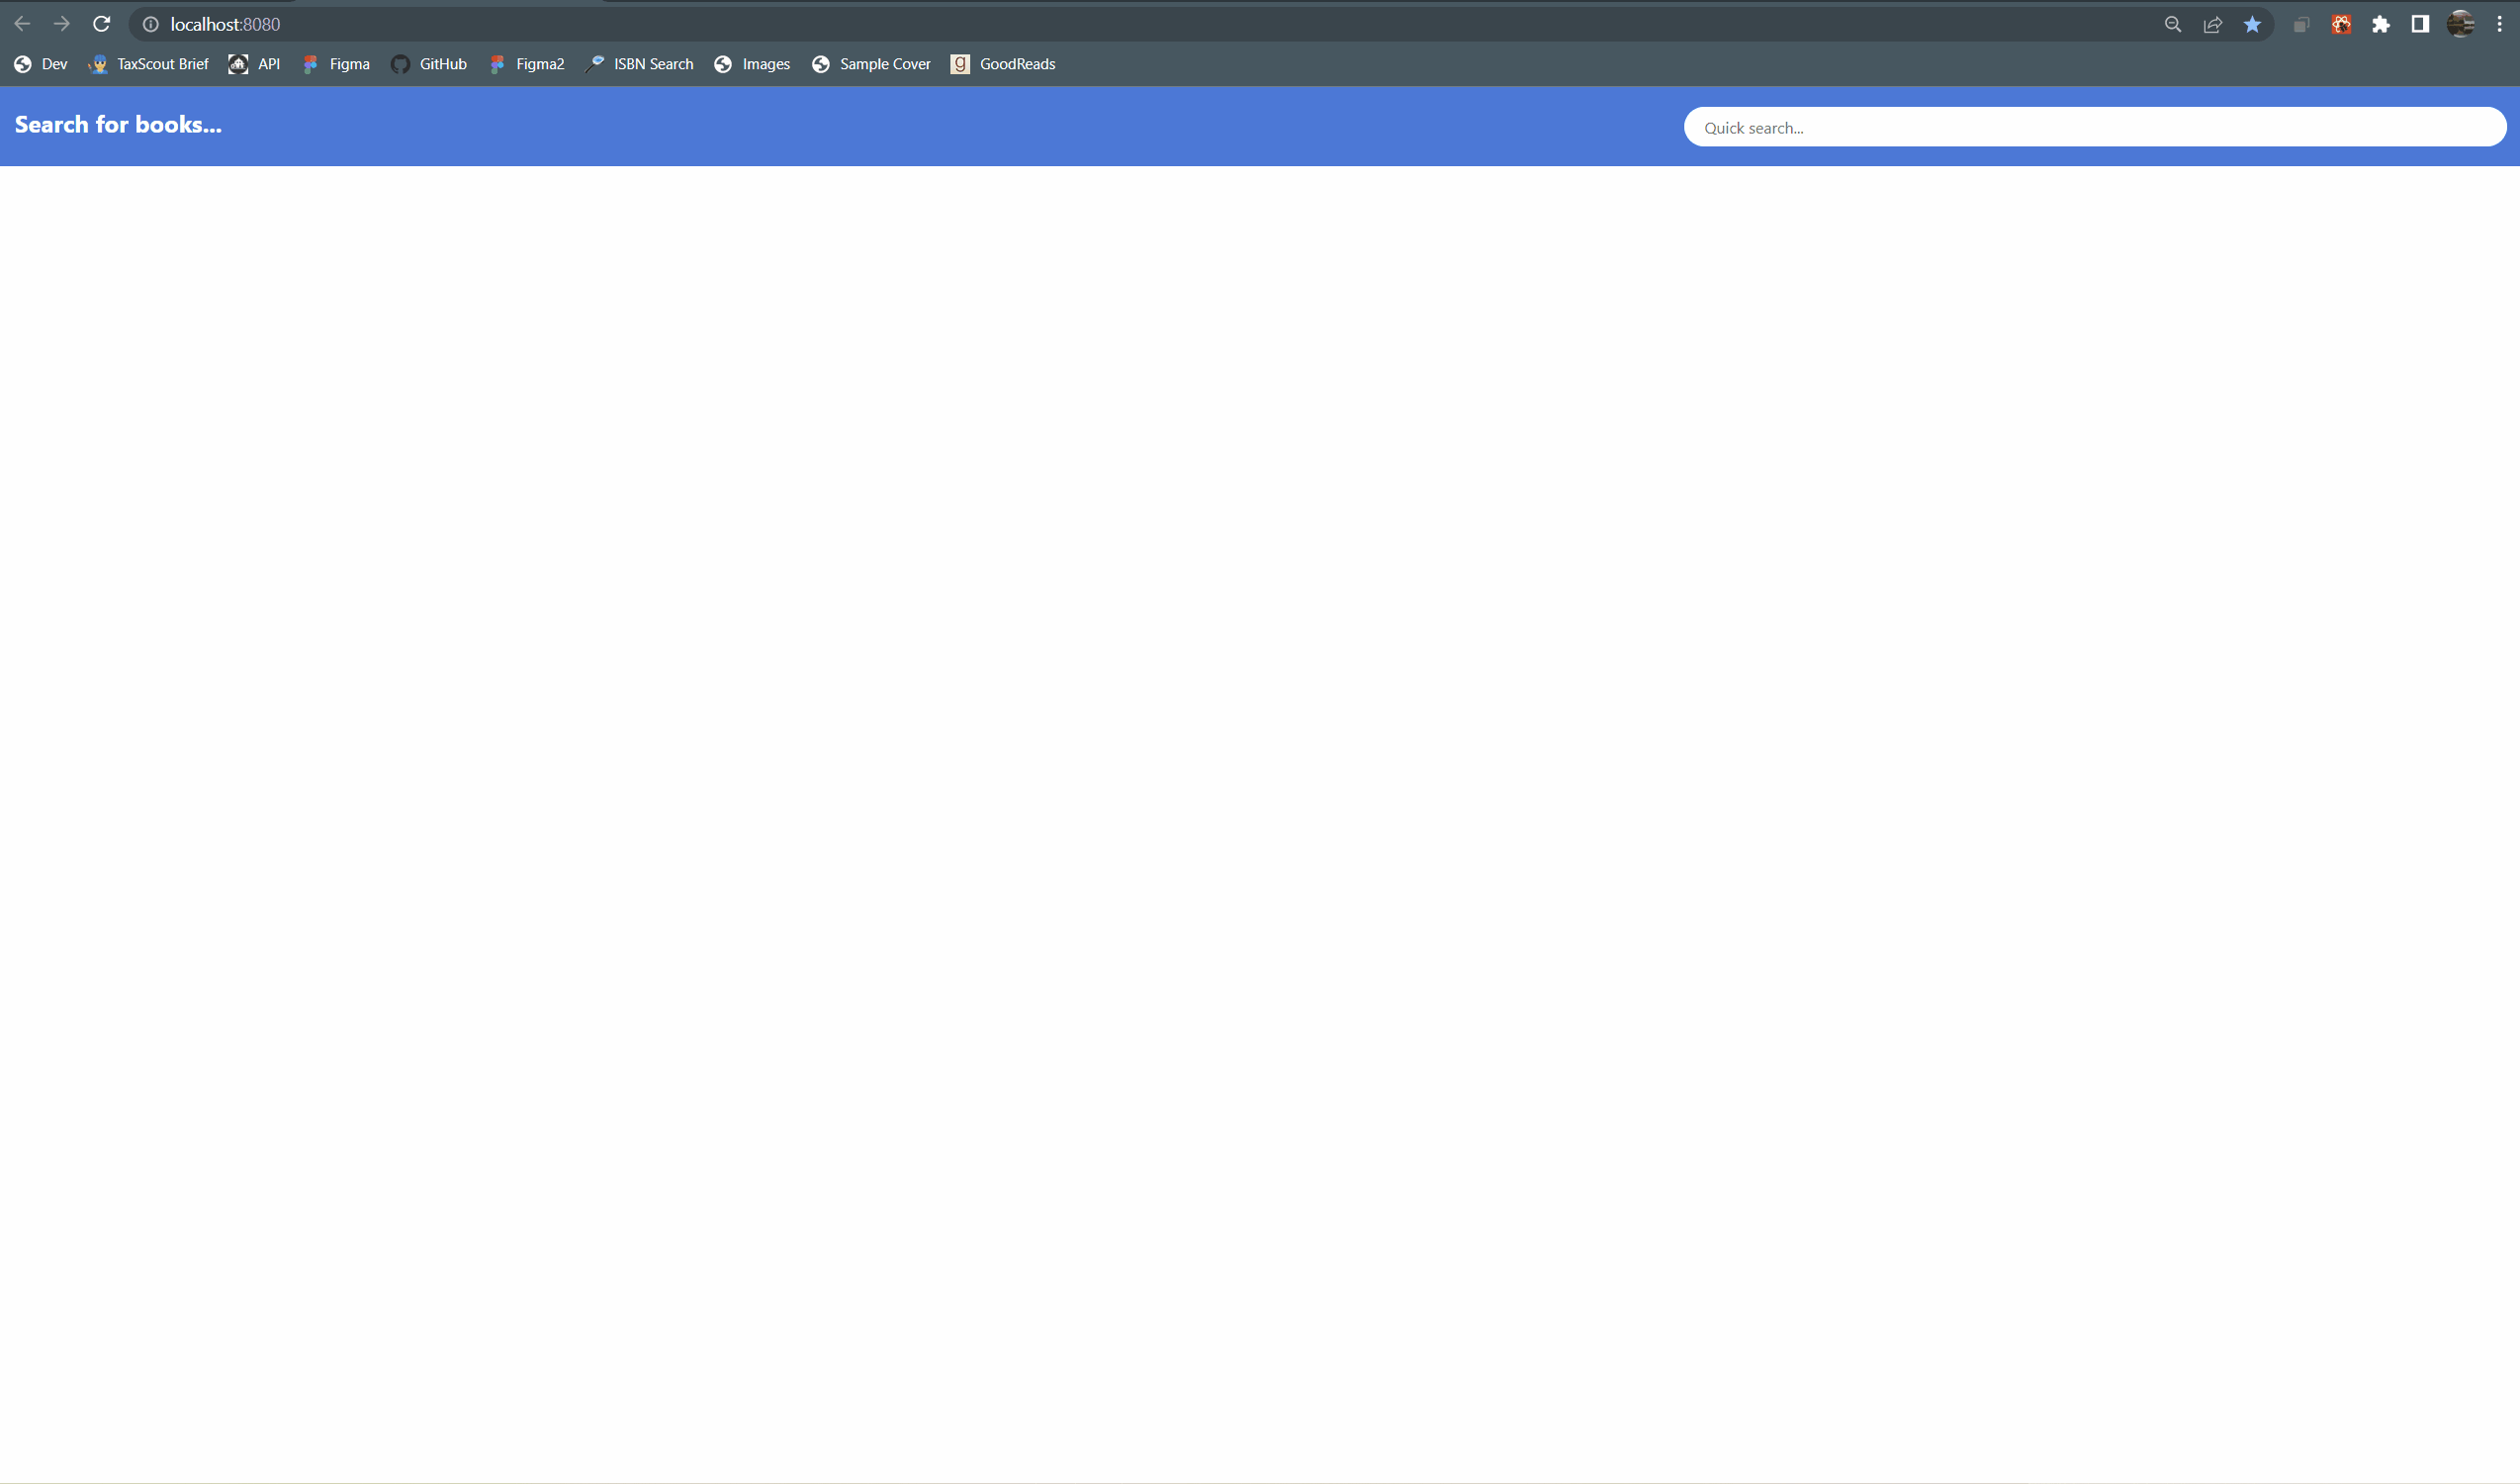 localhost:8080
Dev TaxScout Brief API Figma GitHub Figma2 ISBN Search Images Sample Cover g GoodReads
Search for books... Quick search...